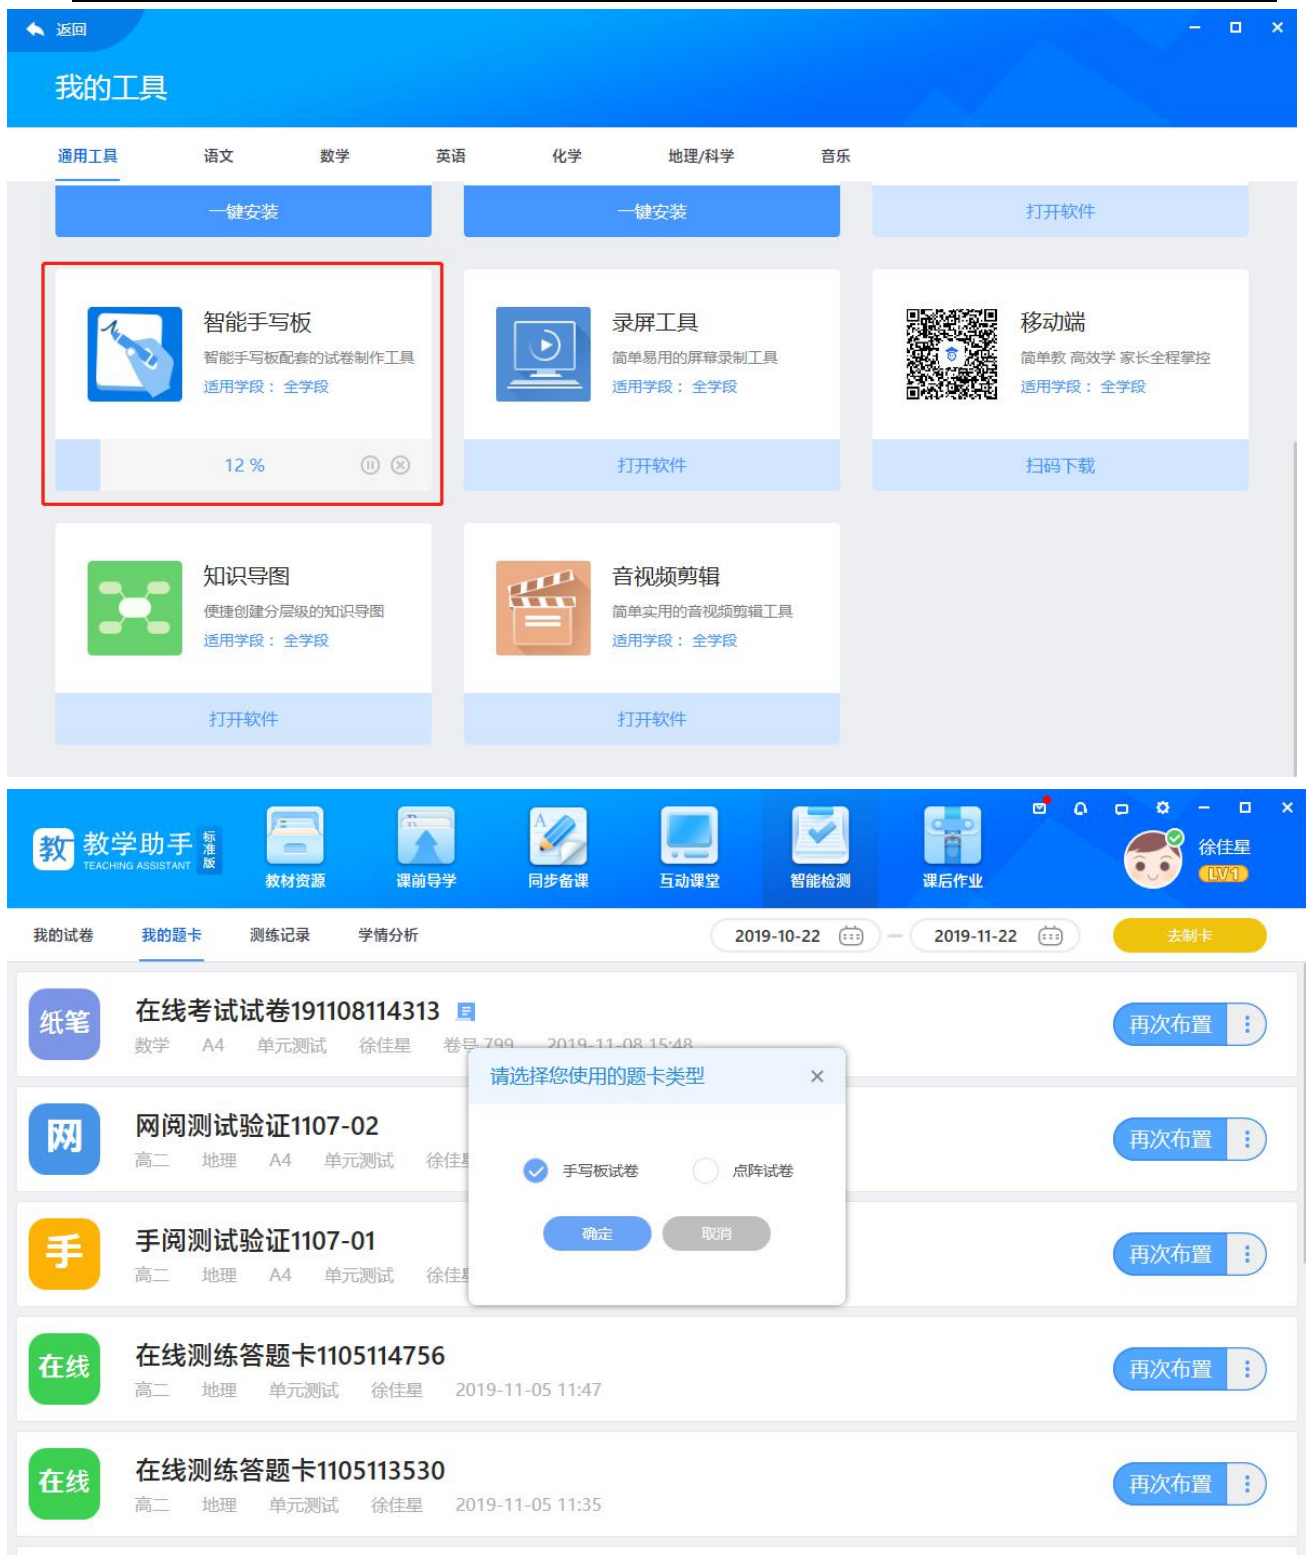 返回
我的工具
通用工具 语文 数学 英语 化学 地理/科学 音乐
一键安装 一键安装 打开软件
智能手写板
智能手写板配套的试卷制作工具
适用学段： 全学段
12 %
录屏工具
简单易用的屏幕录制工具
适用学段： 全学段
打开软件
移动端
简单教 高效学 家长全程掌控
适用学段： 全学段
扫码下载
知识导图
便捷创建分层级的知识导图
适用学段： 全学段
打开软件
音视频剪辑
简单实用的音视频剪辑工具
适用学段： 全学段
打开软件
教 教学助手 标准版
TEACHING ASSISTANT
教材资源 课前导学 同步备课 互动课堂 智能检测 课后作业
徐佳星
LV1
我的试卷 我的题卡 测练记录 学情分析 2019-10-22 – 2019-11-22 去制卡
纸笔 在线考试试卷191108114313
数学 A4 单元测试 徐佳星 卷号 799 2019-11-08 15:48
再次布置
请选择您使用的题卡类型
手写板试卷 点阵试卷
确定 取消
网 网阅测试验证1107-02
高二 地理 A4 单元测试 徐佳星
再次布置
手 手阅测试验证1107-01
高二 地理 A4 单元测试 徐佳星
再次布置
在线 在线测练答题卡1105114756
高二 地理 单元测试 徐佳星 2019-11-05 11:47
再次布置
在线 在线测练答题卡1105113530
高二 地理 单元测试 徐佳星 2019-11-05 11:35
再次布置